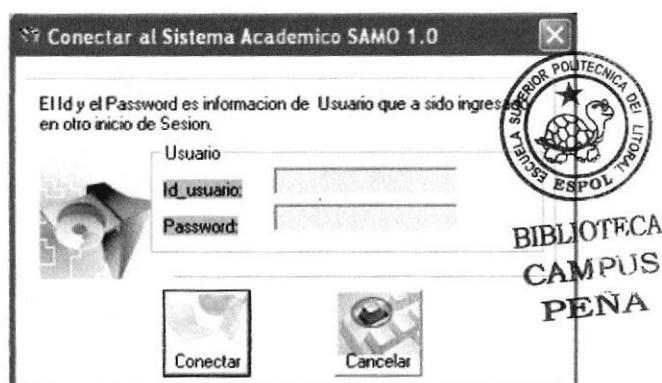 Conectar al Sistema Academico SAMO 1.0
El Id y el Password es informacion de Usuario que a sido ingresado
en otro inicio de Sesion.
Usuario
Id_usuario:
Password:
Conectar
Cancelar
ESCUELA SUPERIOR POLITECNICA DEL LITORAL
ESPOL
BIBLIOTECA
CAMPUS
PEÑA